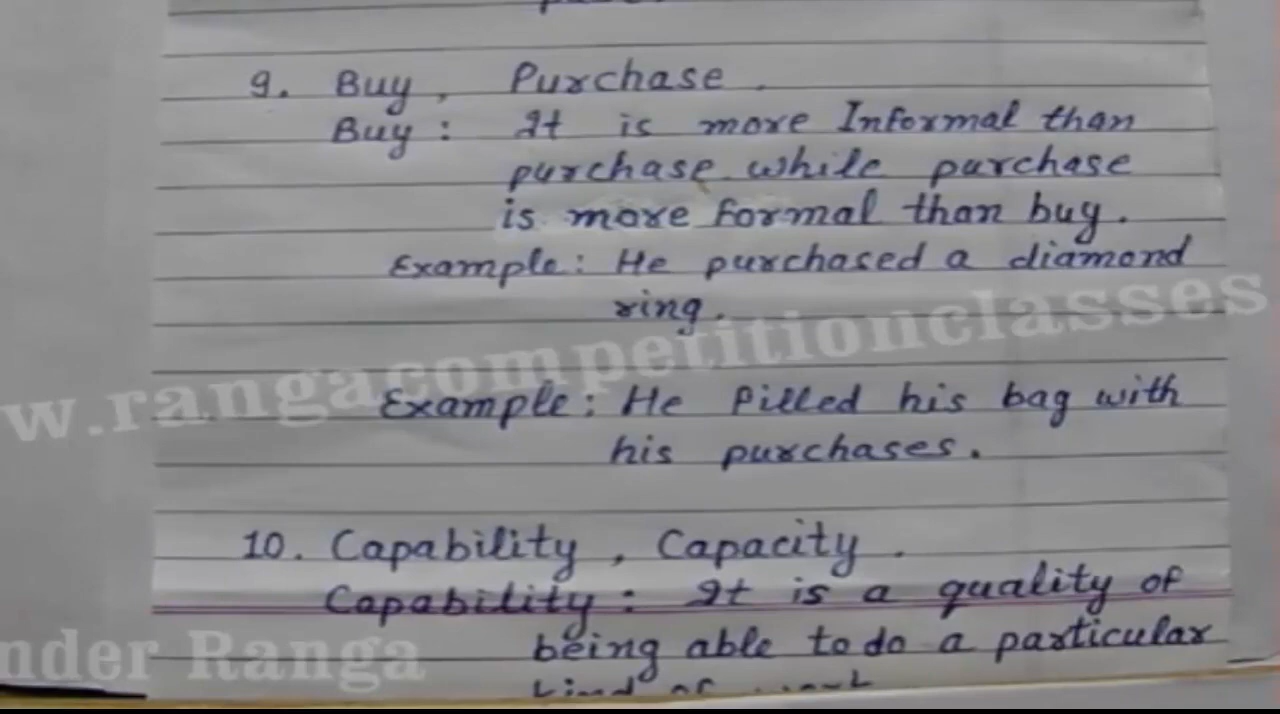 9. Buy, Purchase.
Buy: It is more Informal than
purchase while purchase
is more formal than buy.
Example: He purchased a diamond
ring.
w.rangacompetitionclasses
Example: He filled his bag with
his purchases.
10. Capability, Capacity.
Capability: It is a quality of
being able to do a particular
nder Ranga